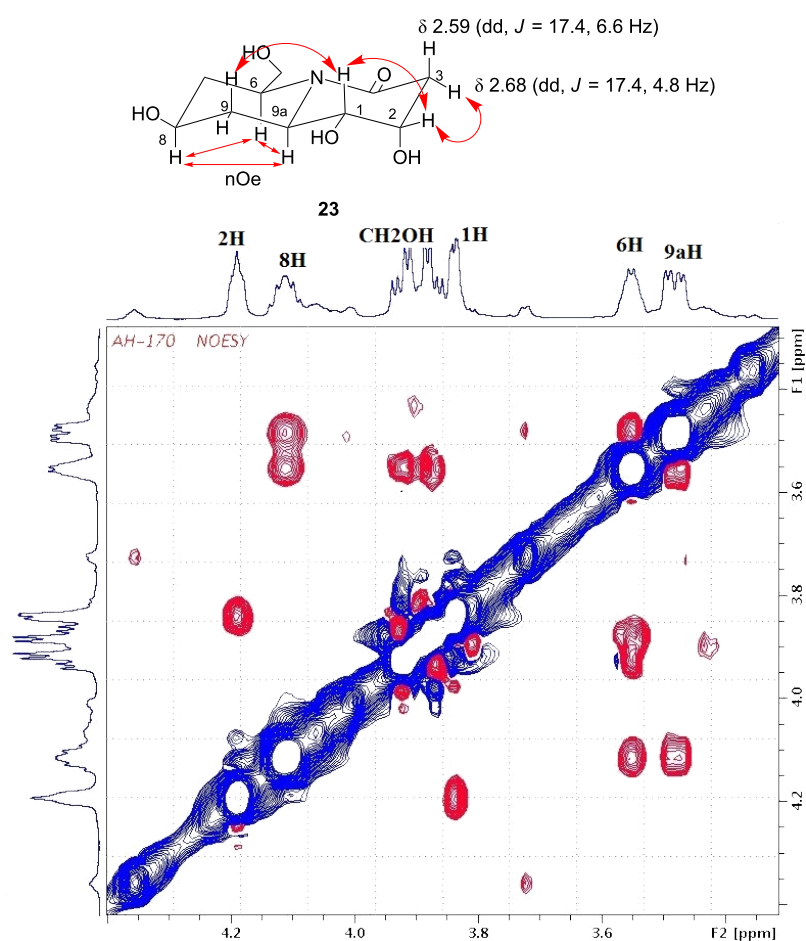 δ 2.59 (dd, J = 17.4, 6.6 Hz)
H
HO
H
H
O
3
δ 2.68 (dd, J = 17.4, 4.8 Hz)
6
N
H
9
9a
1
2
H
HO
H
H
HO
8
H
H
OH
nOe
23
2H
8H
CH2OH
1H
6H
9aH
AH-170 NOESY
F1 [ppm]
3.6
3.8
4.0
4.2
4.2
4.0
3.8
3.6
F2 [ppm]